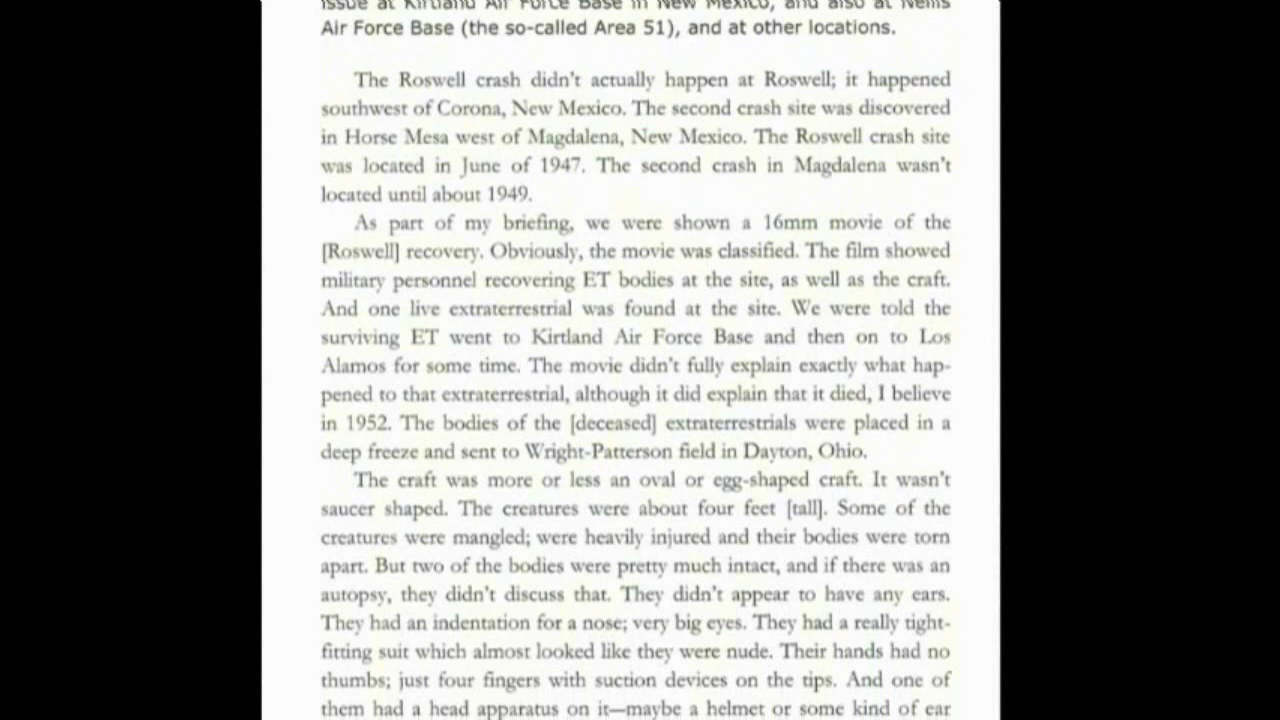 issue at Kirtland Air Force Base in New Mexico, and also at Nellis
Air Force Base (the so-called Area 51), and at other locations.
The Roswell crash didn't actually happen at Roswell; it happened
southwest of Corona, New Mexico. The second crash site was discovered
in Horse Mesa west of Magdalena, New Mexico. The Roswell crash site
was located in June of 1947. The second crash in Magdalena wasn't
located until about 1949.
As part of my briefing, we were shown a 16mm movie of the
[Roswell] recovery. Obviously, the movie was classified. The film showed
military personnel recovering ET bodies at the site, as well as the craft.
And one live extraterrestrial was found at the site. We were told the
surviving ET went to Kirtland Air Force Base and then on to Los
Alamos for some time. The movie didn't fully explain exactly what hap-
pened to that extraterrestrial, although it did explain that it died, I believe
in 1952. The bodies of the [deceased] extraterrestrials were placed in a
deep freeze and sent to Wright-Patterson field in Dayton, Ohio.
The craft was more or less an oval or egg-shaped craft. It wasn't
saucer shaped. The creatures were about four feet [tall]. Some of the
creatures were mangled; were heavily injured and their bodies were torn
apart. But two of the bodies were pretty much intact, and if there was an
autopsy, they didn't discuss that. They didn't appear to have any ears.
They had an indentation for a nose; very big eyes. They had a really tight-
fitting suit which almost looked like they were nude. Their hands had no
thumbs; just four fingers with suction devices on the tips. And one of
them had a head apparatus on it—maybe a helmet or some kind of ear